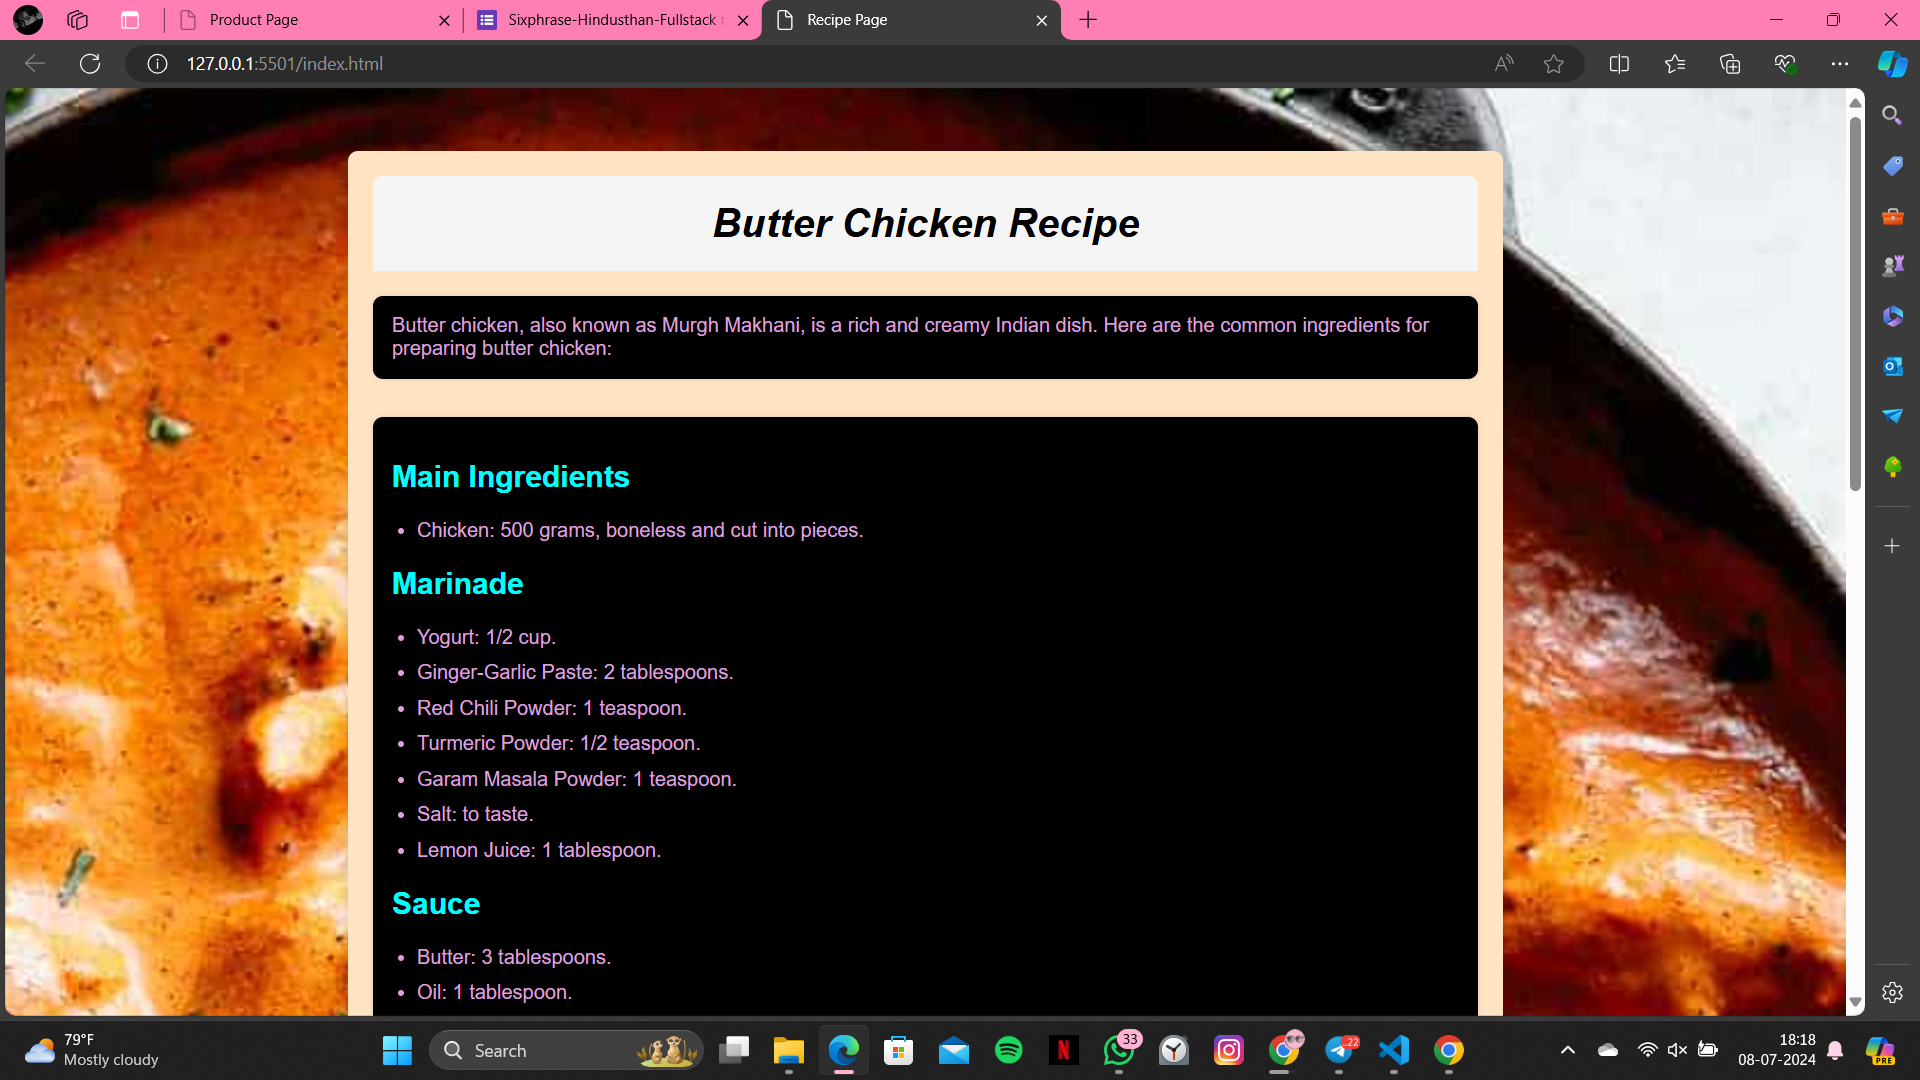 Product Page
Sixphrase-Hindusthan-Fullstack
Recipe Page
127.0.0.1:5501/index.html
Butter Chicken Recipe
Butter chicken, also known as Murgh Makhani, is a rich and creamy Indian dish. Here are the common ingredients for
preparing butter chicken:
Main Ingredients
• Chicken: 500 grams, boneless and cut into pieces.
Marinade
• Yogurt: 1/2 cup.
• Ginger-Garlic Paste: 2 tablespoons.
• Red Chili Powder: 1 teaspoon.
• Turmeric Powder: 1/2 teaspoon.
• Garam Masala Powder: 1 teaspoon.
• Salt: to taste.
• Lemon Juice: 1 tablespoon.
Sauce
• Butter: 3 tablespoons.
• Oil: 1 tablespoon.
79°F
Mostly cloudy
Search
33
22
18:18
08-07-2024
PRE